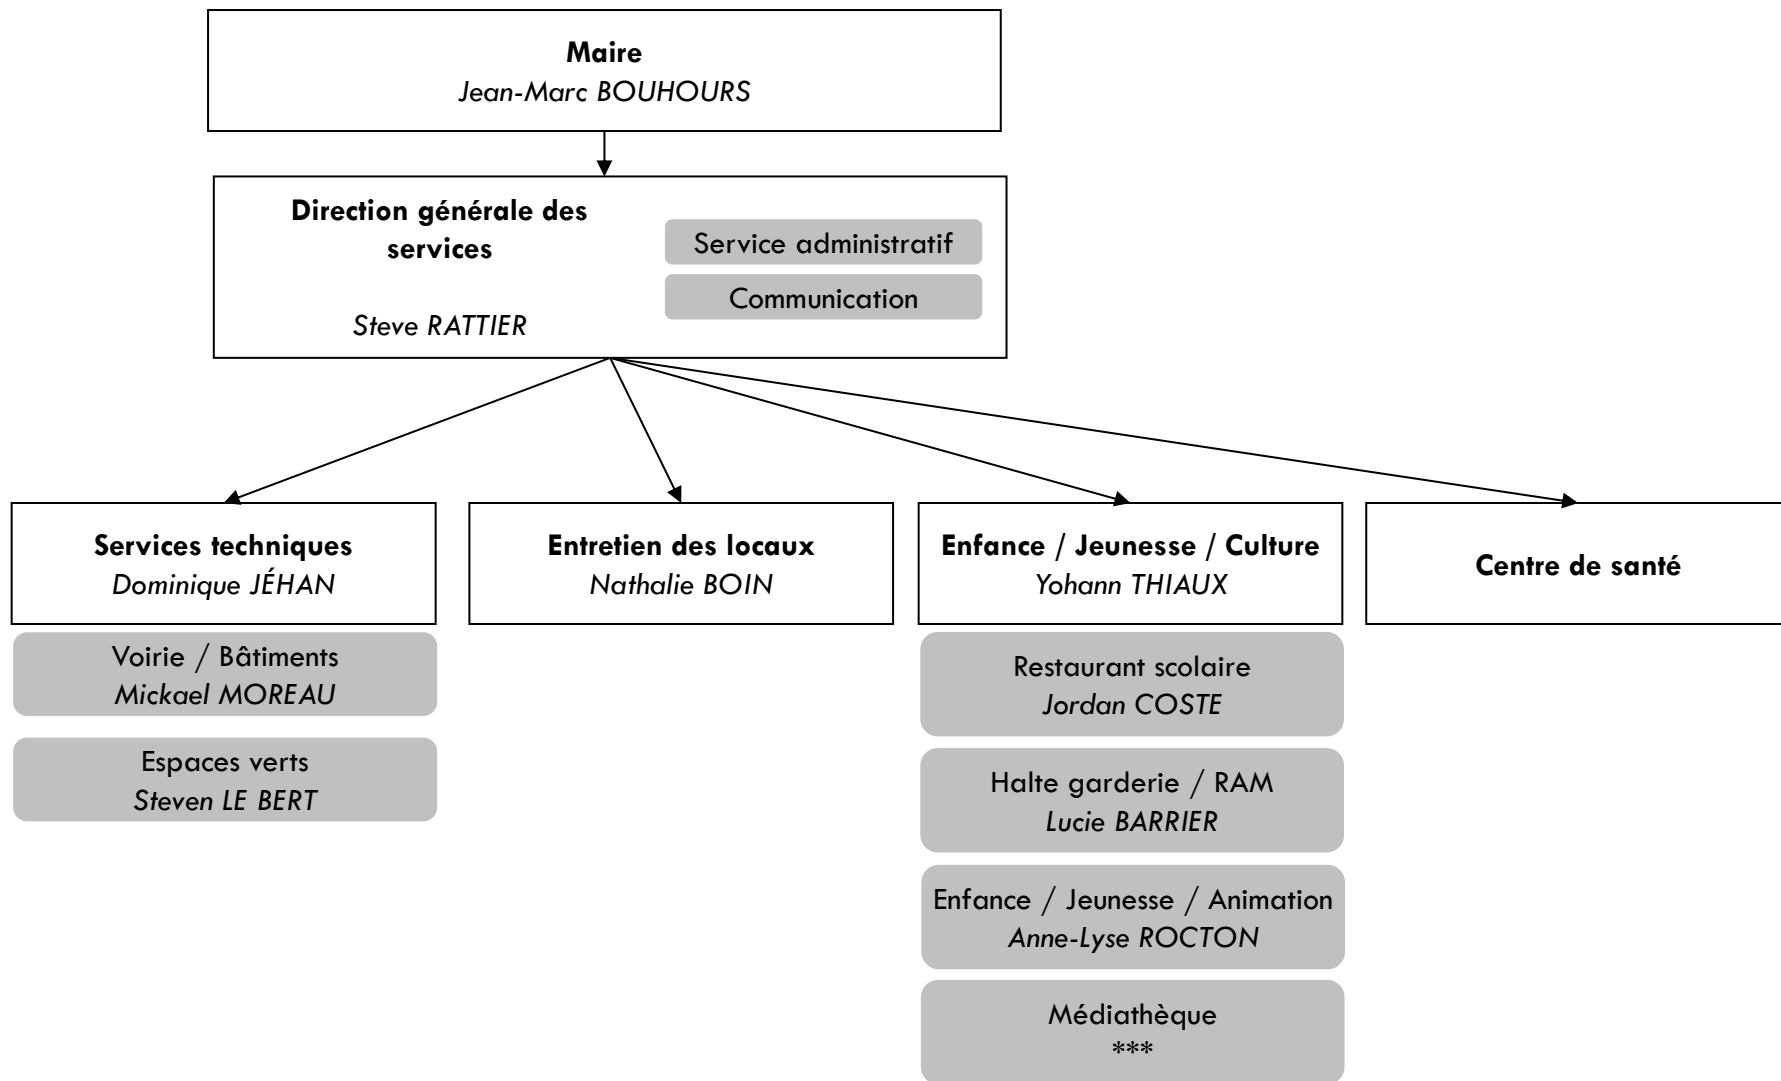 Maire
Jean-Marc BOUHOURS
Direction générale des
services
Steve RATTIER
Service administratif
Communication
Services techniques
Dominique JÉHAN
Voirie / Bâtiments
Mickael MOREAU
Espaces verts
Steven LE BERT
Entretien des locaux
Nathalie BOIN
Enfance / Jeunesse / Culture
Yohann THIAUX
Restaurant scolaire
Jordan COSTE
Halte garderie / RAM
Lucie BARRIER
Enfance / Jeunesse / Animation
Anne-Lyse ROCTON
Médiathèque
***
Centre de santé